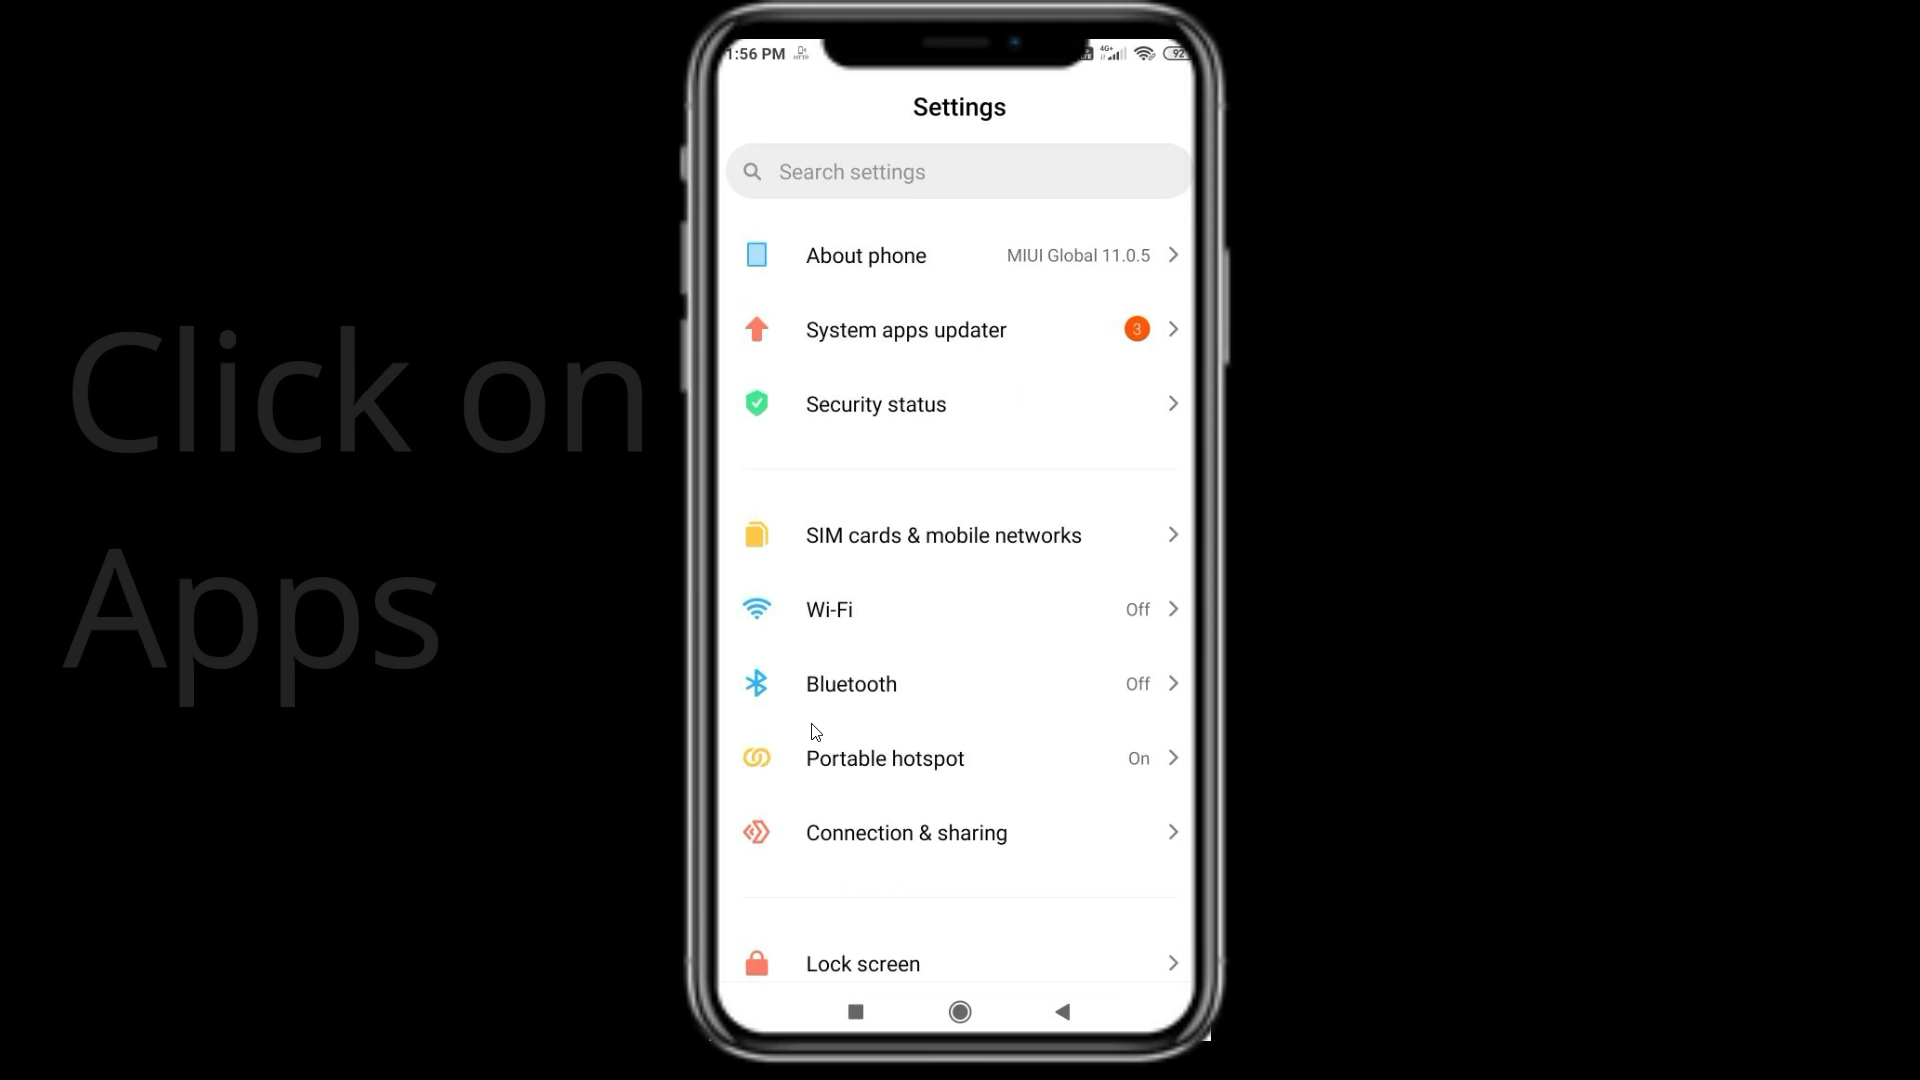 1:56 PM
4G+
92
Settings
Search settings
About phone MIUI Global 11.0.5
System apps updater 3
Security status
SIM cards & mobile networks
Wi-Fi Off
Bluetooth Off
Portable hotspot On
Connection & sharing
Lock screen
Click on
Apps